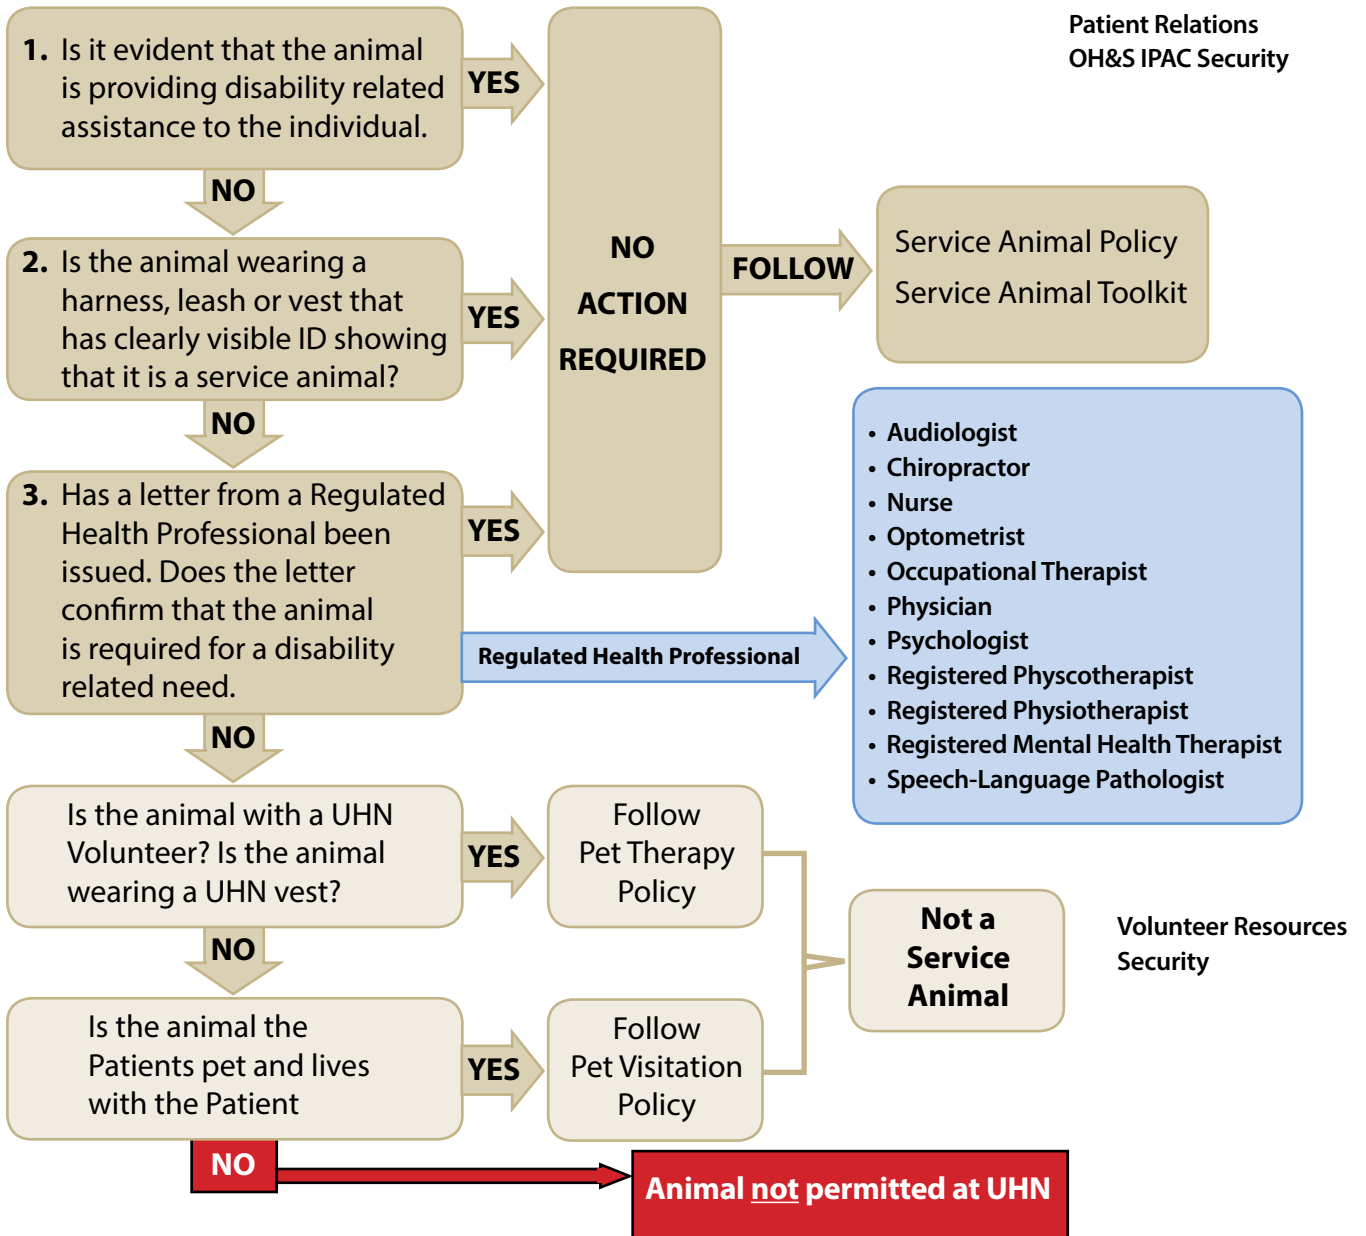 1. Is it evident that the animal
is providing disability related
assistance to the individual.
YES
NO
2. Is the animal wearing a
harness, leash or vest that
has clearly visible ID showing
that it is a service animal?
YES
NO
3. Has a letter from a Regulated
Health Professional been
issued. Does the letter
confirm that the animal
is required for a disability
related need.
YES
NO
ACTION
REQUIRED
FOLLOW
Service Animal Policy
Service Animal Toolkit
Patient Relations
OH&S IPAC Security
Regulated Health Professional
• Audiologist
• Chiropractor
• Nurse
• Optometrist
• Occupational Therapist
• Physician
• Psychologist
• Registered Physcotherapist
• Registered Physiotherapist
• Registered Mental Health Therapist
• Speech-Language Pathologist
NO
Is the animal with a UHN
Volunteer? Is the animal
wearing a UHN vest?
YES
Follow
Pet Therapy
Policy
NO
Is the animal the
Patients pet and lives
with the Patient
YES
Follow
Pet Visitation
Policy
Not a
Service
Animal
Volunteer Resources
Security
NO
Animal not permitted at UHN